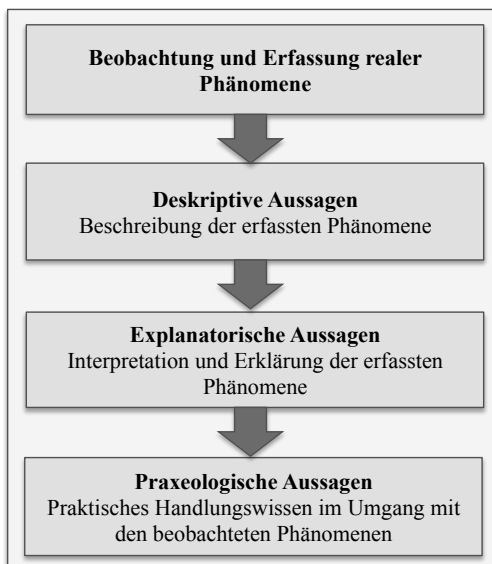 Beobachtung und Erfassung realer
Phänomene
Deskriptive Aussagen
Beschreibung der erfassten Phänomene
Explanatorische Aussagen
Interpretation und Erklärung der erfassten
Phänomene
Praxeologische Aussagen
Praktisches Handlungswissen im Umgang mit
den beobachteten Phänomenen